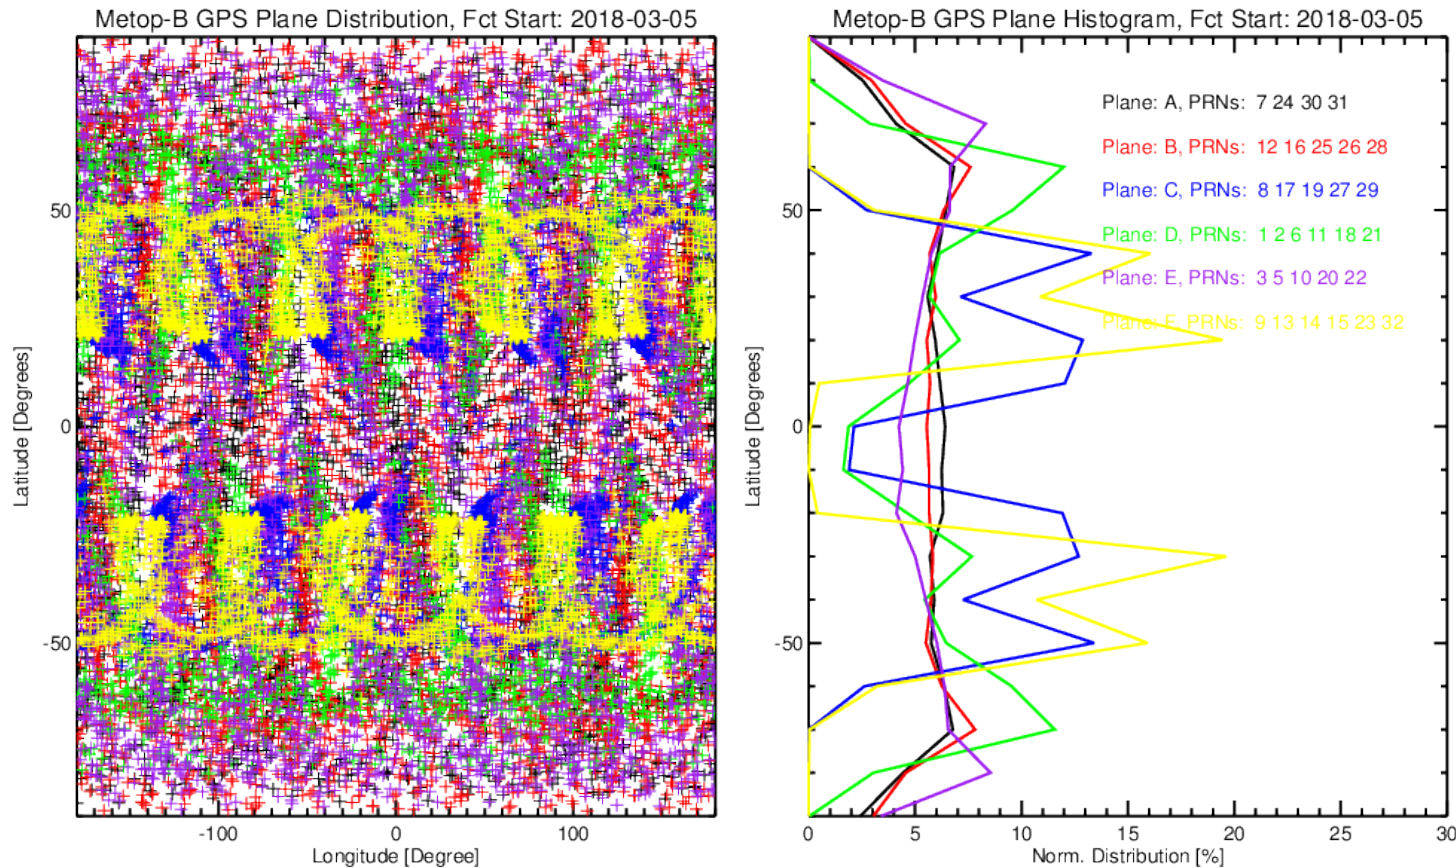 Metop-B GPS Plane Distribution, Fct Start: 2018-03-05
50
0
-50
Latitude [Degrees]
-100
0
100
Longitude [Degree]
Metop-B GPS Plane Histogram, Fct Start: 2018-03-05
Plane: A, PRNs: 7 24 30 31
Plane: B, PRNs: 12 16 25 26 28
Plane: C, PRNs: 8 17 19 27 29
Plane: D, PRNs: 1 2 6 11 18 21
Plane: E, PRNs: 3 5 10 20 22
Plane: F, PRNs: 9 13 14 15 23 32
50
0
-50
Latitude [Degrees]
0
5
10
15
20
25
30
Norm. Distribution [%]